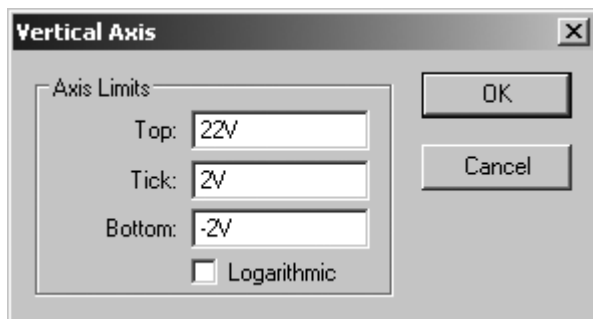 Vertical Axis
Axis Limits
Top: 22V
Tick: 2V
Bottom: -2V
Logarithmic
OK
Cancel